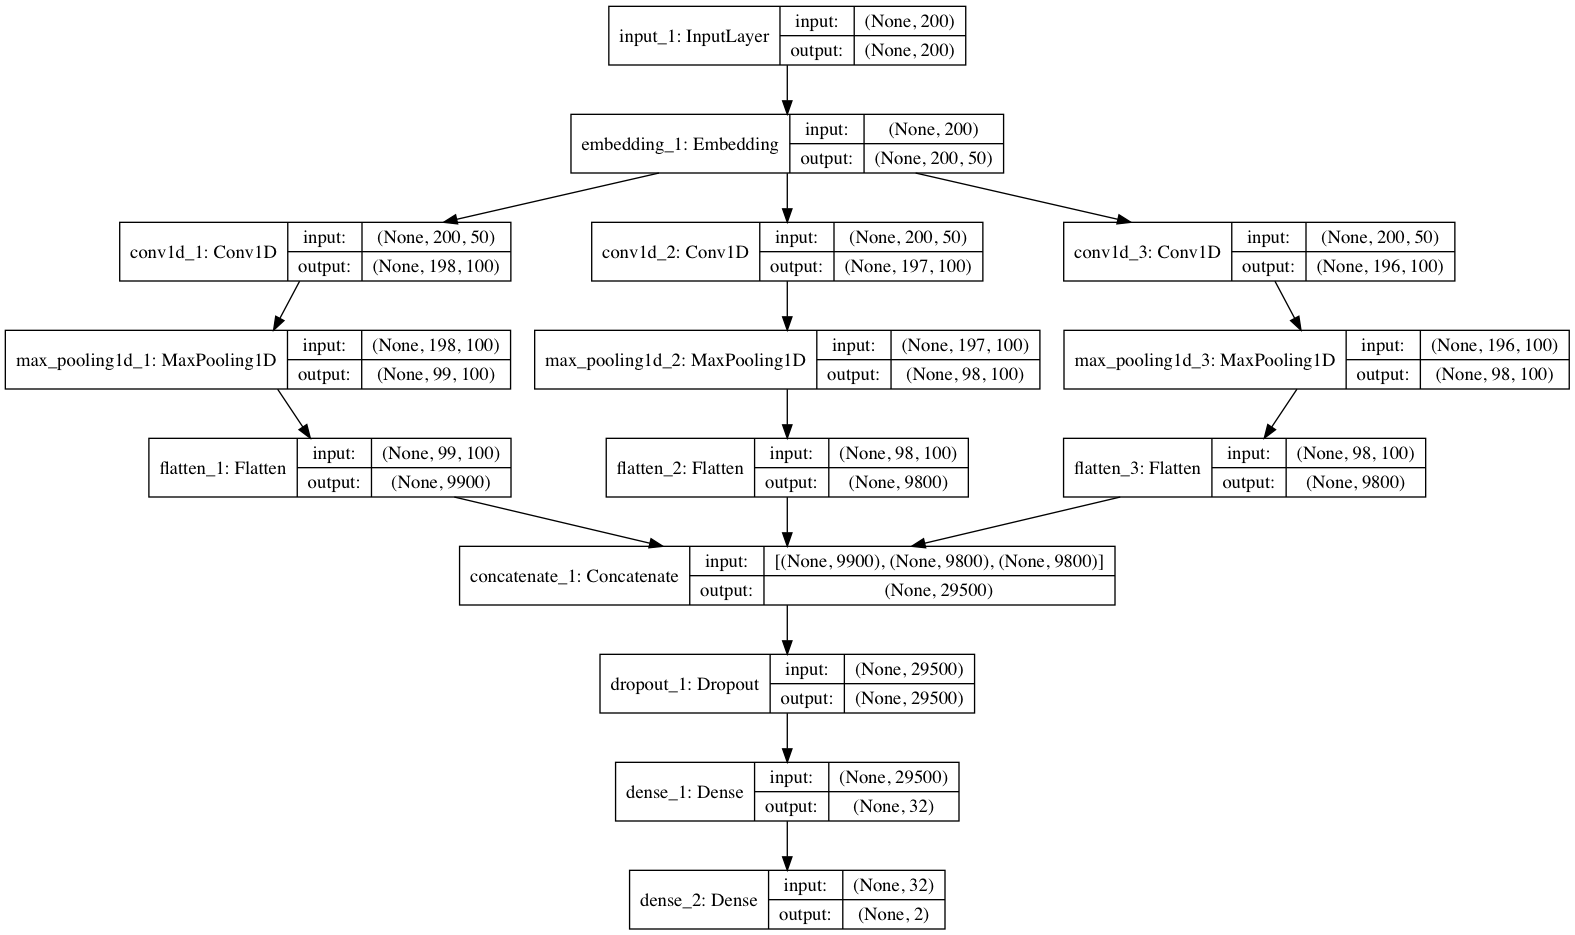 input_1: InputLayer
input: (None, 200)
output: (None, 200)
embedding_1: Embedding
input: (None, 200)
output: (None, 200, 50)
conv1d_1: Conv1D
input: (None, 200, 50)
output: (None, 198, 100)
conv1d_2: Conv1D
input: (None, 200, 50)
output: (None, 197, 100)
conv1d_3: Conv1D
input: (None, 200, 50)
output: (None, 196, 100)
max_pooling1d_1: MaxPooling1D
input: (None, 198, 100)
output: (None, 99, 100)
max_pooling1d_2: MaxPooling1D
input: (None, 197, 100)
output: (None, 98, 100)
max_pooling1d_3: MaxPooling1D
input: (None, 196, 100)
output: (None, 98, 100)
flatten_1: Flatten
input: (None, 99, 100)
output: (None, 9900)
flatten_2: Flatten
input: (None, 98, 100)
output: (None, 9800)
flatten_3: Flatten
input: (None, 98, 100)
output: (None, 9800)
concatenate_1: Concatenate
input: [(None, 9900), (None, 9800), (None, 9800)]
output: (None, 29500)
dropout_1: Dropout
input: (None, 29500)
output: (None, 29500)
dense_1: Dense
input: (None, 29500)
output: (None, 32)
dense_2: Dense
input: (None, 32)
output: (None, 2)